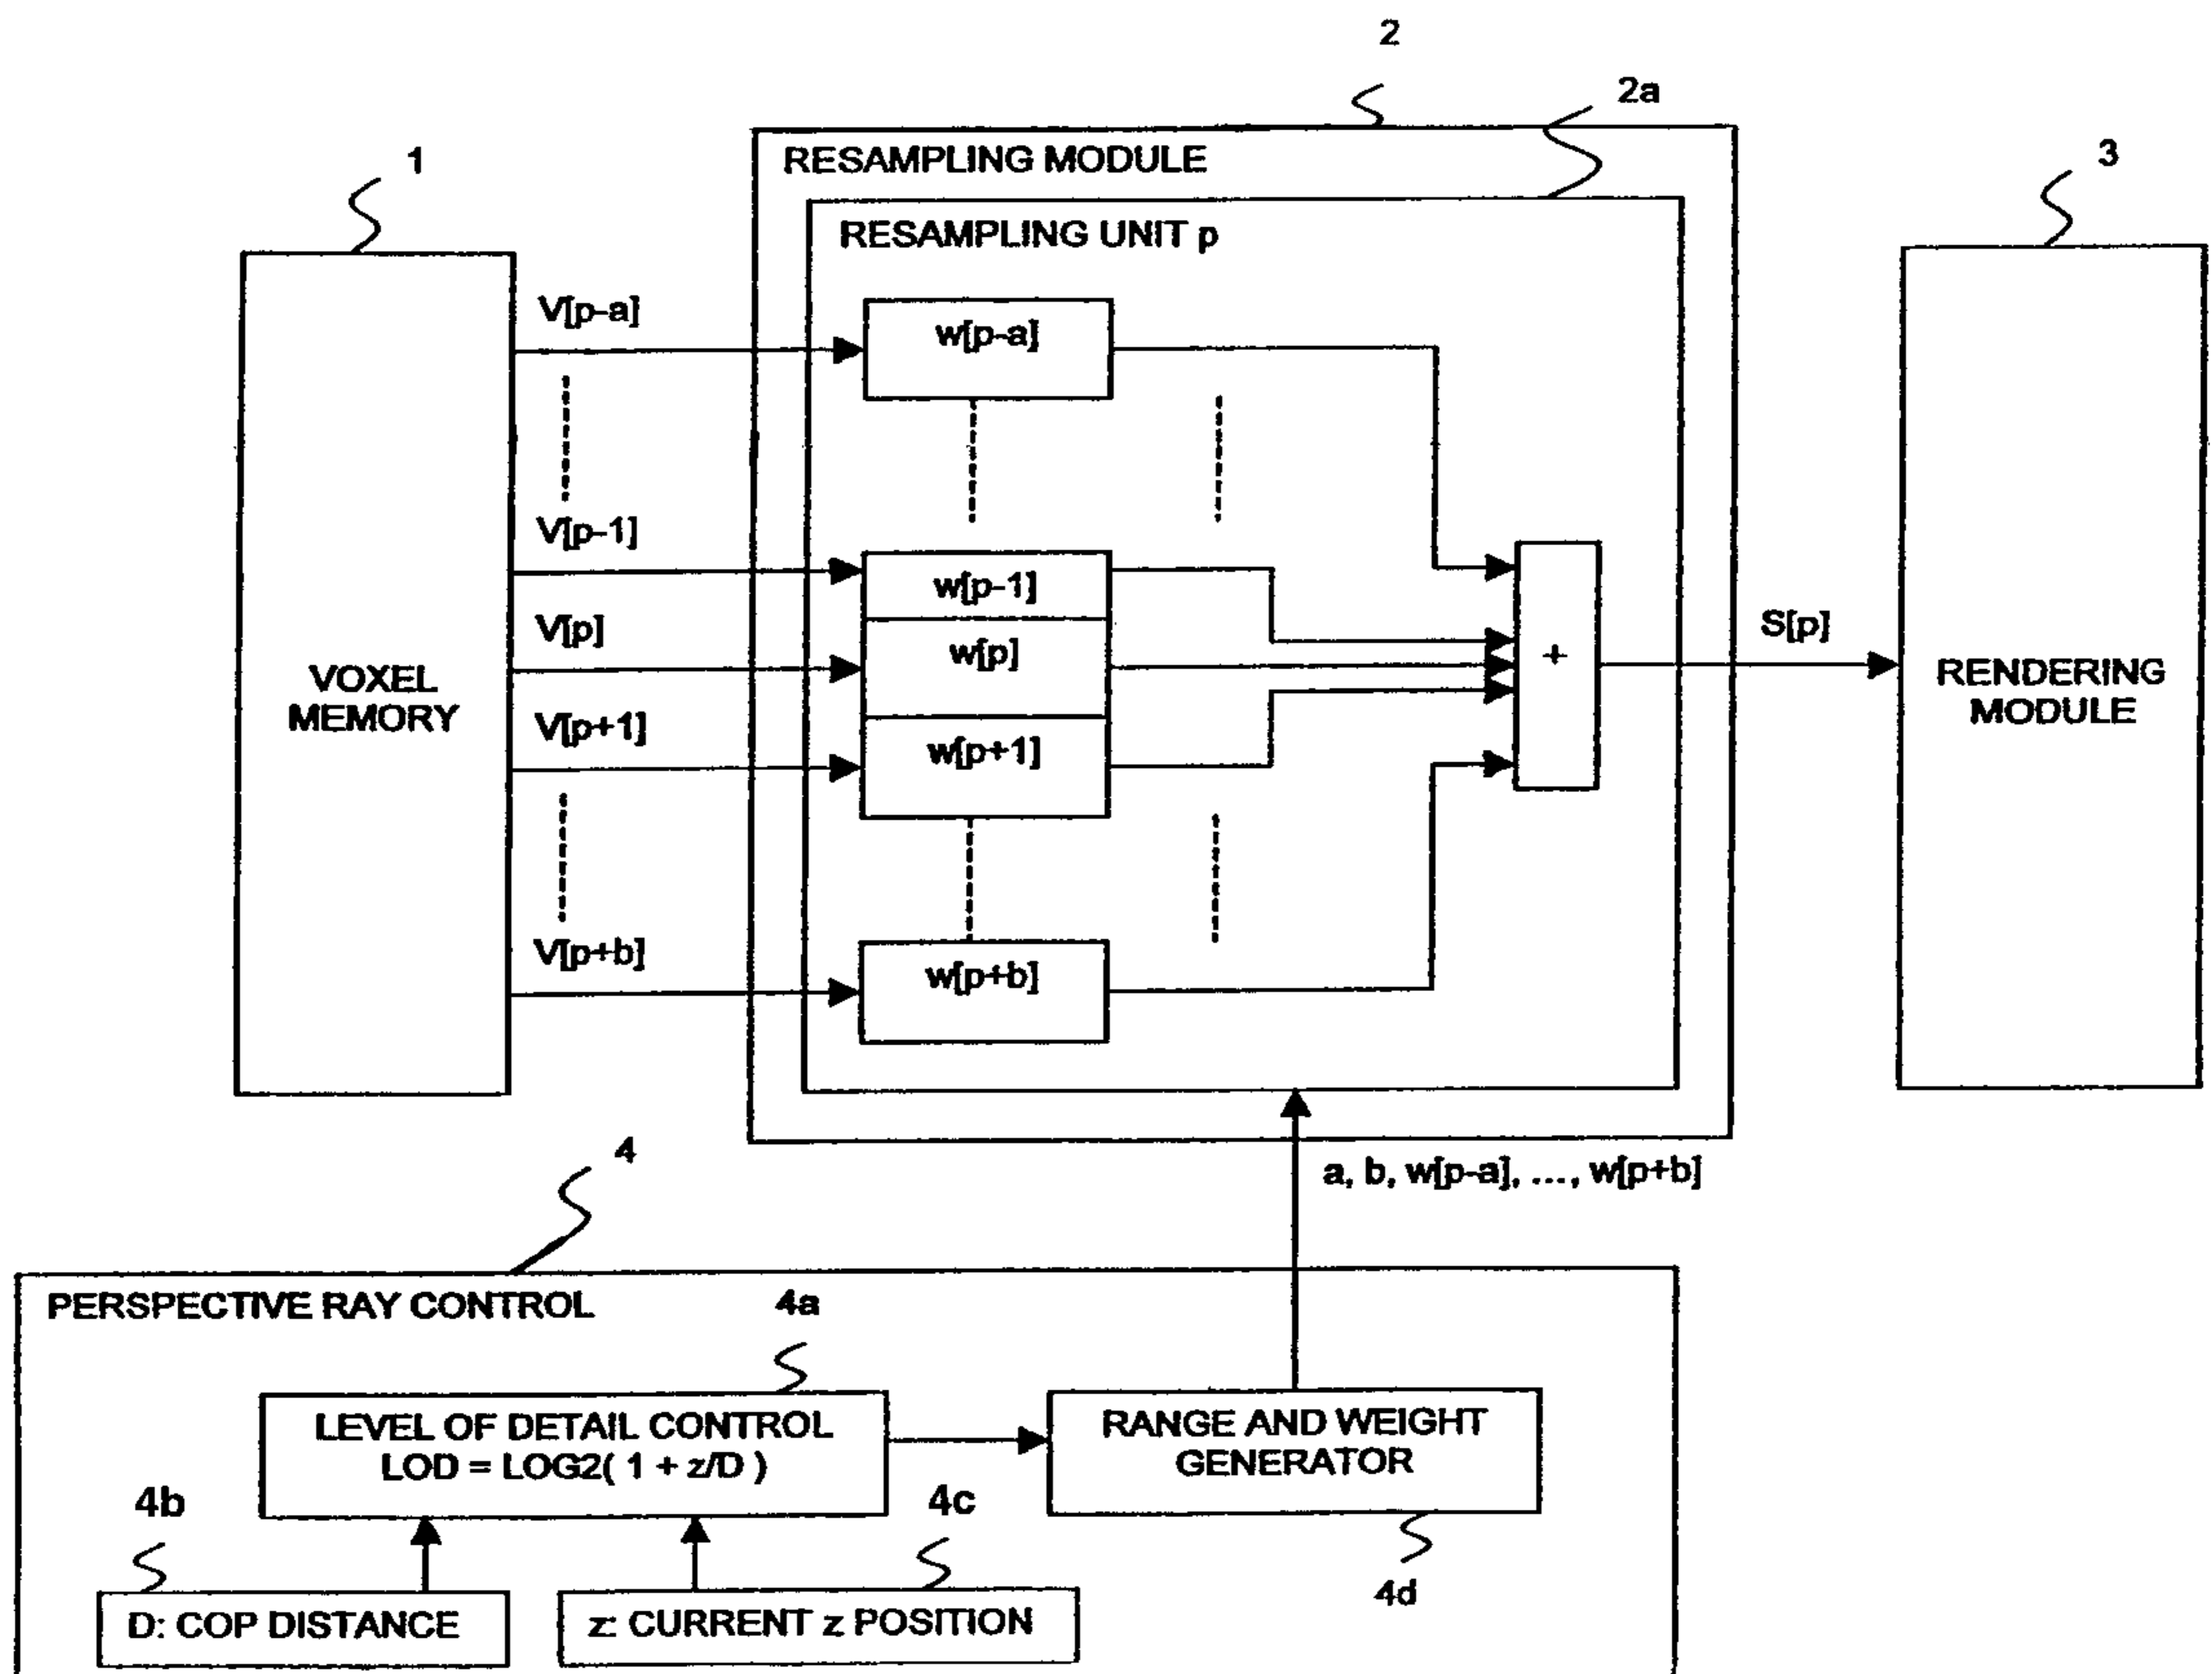 2
2a
1
RESAMPLING MODULE
3
RESAMPLING UNIT p
V[p-a]
w[p-a]
V[p-1]
w[p-1]
V[p]
w[p]
+
S[p]
VOXEL
MEMORY
RENDERING
MODULE
V[p+1]
w[p+1]
V[p+b]
w[p+b]
4
a, b, w[p-a], ..., w[p+b]
PERSPECTIVE RAY CONTROL
4a
LEVEL OF DETAIL CONTROL
LOD = LOG2( 1 + z/D )
RANGE AND WEIGHT
GENERATOR
4b
4c
4d
D: COP DISTANCE
z: CURRENT z POSITION